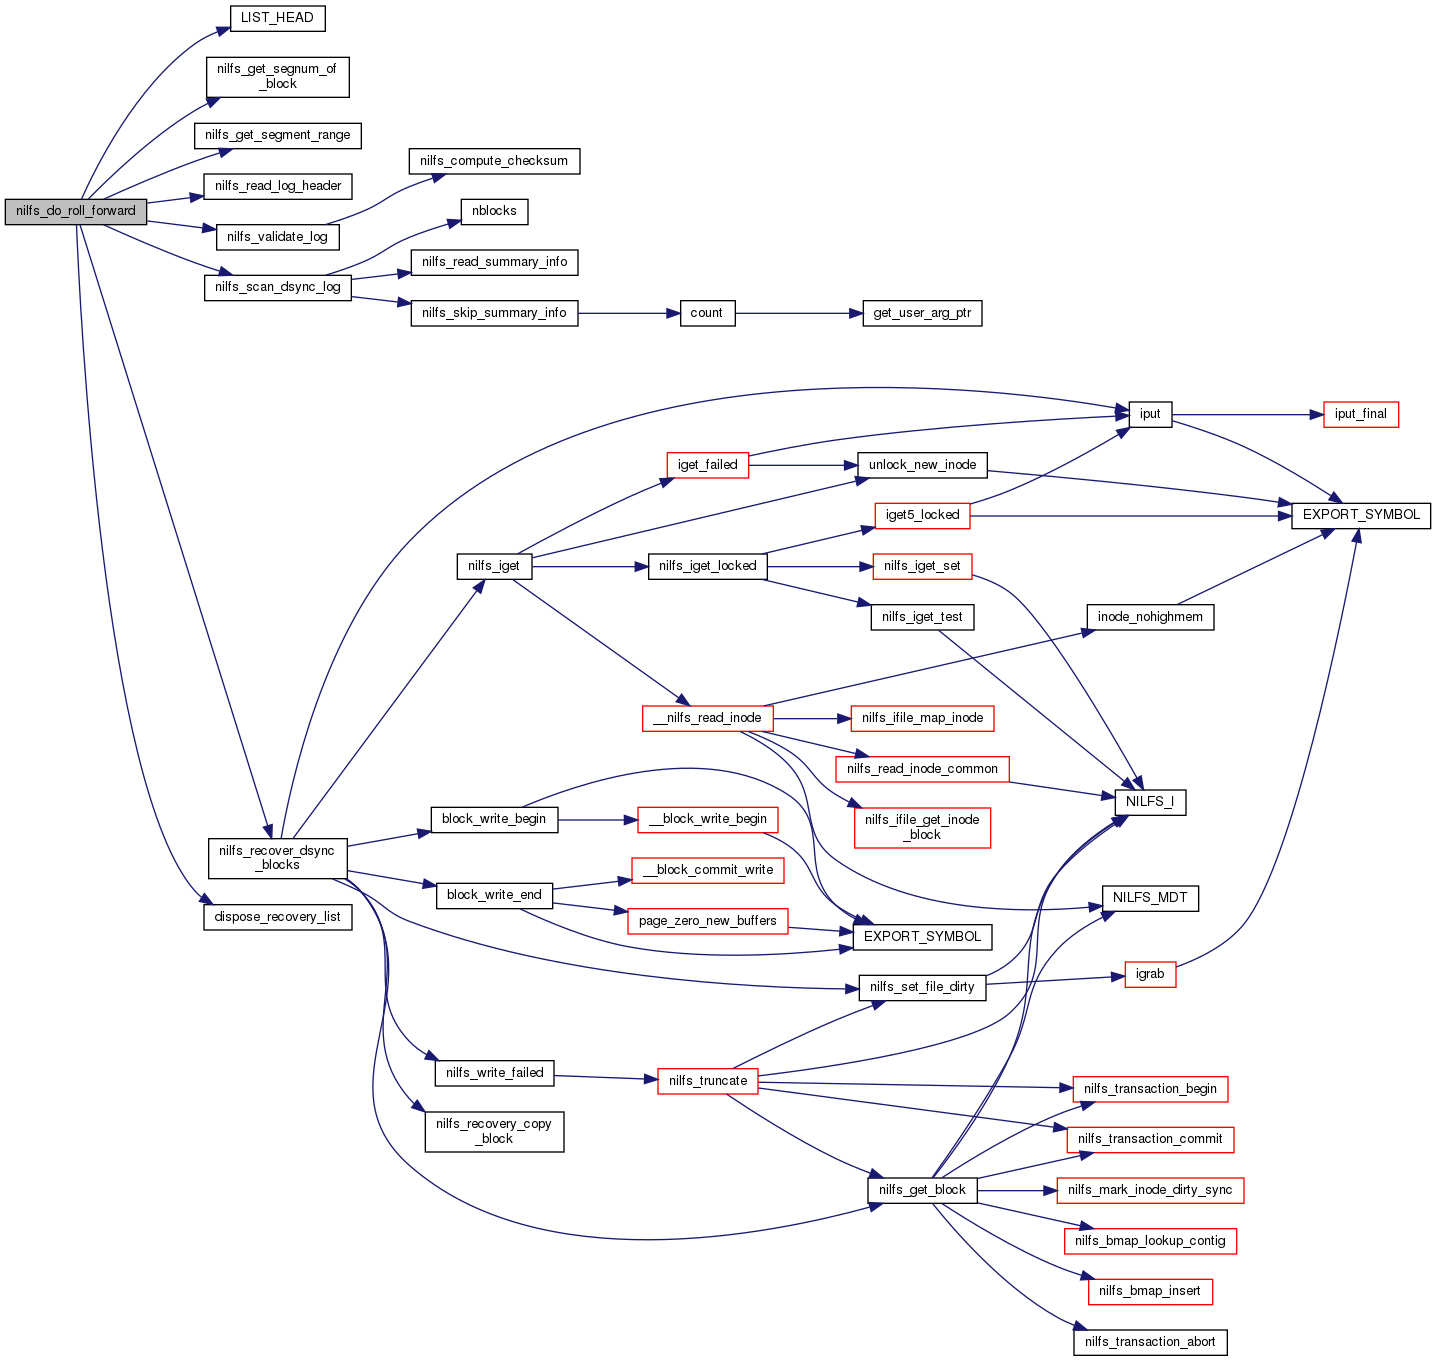 LIST_HEAD
nilfs_get_segnum_of
_block
nilfs_get_segment_range
nilfs_compute_checksum
nilfs_read_log_header
nilfs_do_roll_forward
nblocks
nilfs_validate_log
nilfs_read_summary_info
nilfs_scan_dsync_log
nilfs_skip_summary_info
count
get_user_arg_ptr
iput
iput_final
iget_failed
unlock_new_inode
iget5_locked
EXPORT_SYMBOL
nilfs_iget
nilfs_iget_locked
nilfs_iget_set
nilfs_iget_test
inode_nohighmem
__nilfs_read_inode
nilfs_ifile_map_inode
nilfs_read_inode_common
NILFS_I
block_write_begin
__block_write_begin
nilfs_ifile_get_inode
_block
nilfs_recover_dsync
_blocks
__block_commit_write
block_write_end
NILFS_MDT
dispose_recovery_list
page_zero_new_buffers
EXPORT_SYMBOL
igrab
nilfs_set_file_dirty
nilfs_write_failed
nilfs_truncate
nilfs_transaction_begin
nilfs_recovery_copy
_block
nilfs_transaction_commit
nilfs_get_block
nilfs_mark_inode_dirty_sync
nilfs_bmap_lookup_contig
nilfs_bmap_insert
nilfs_transaction_abort